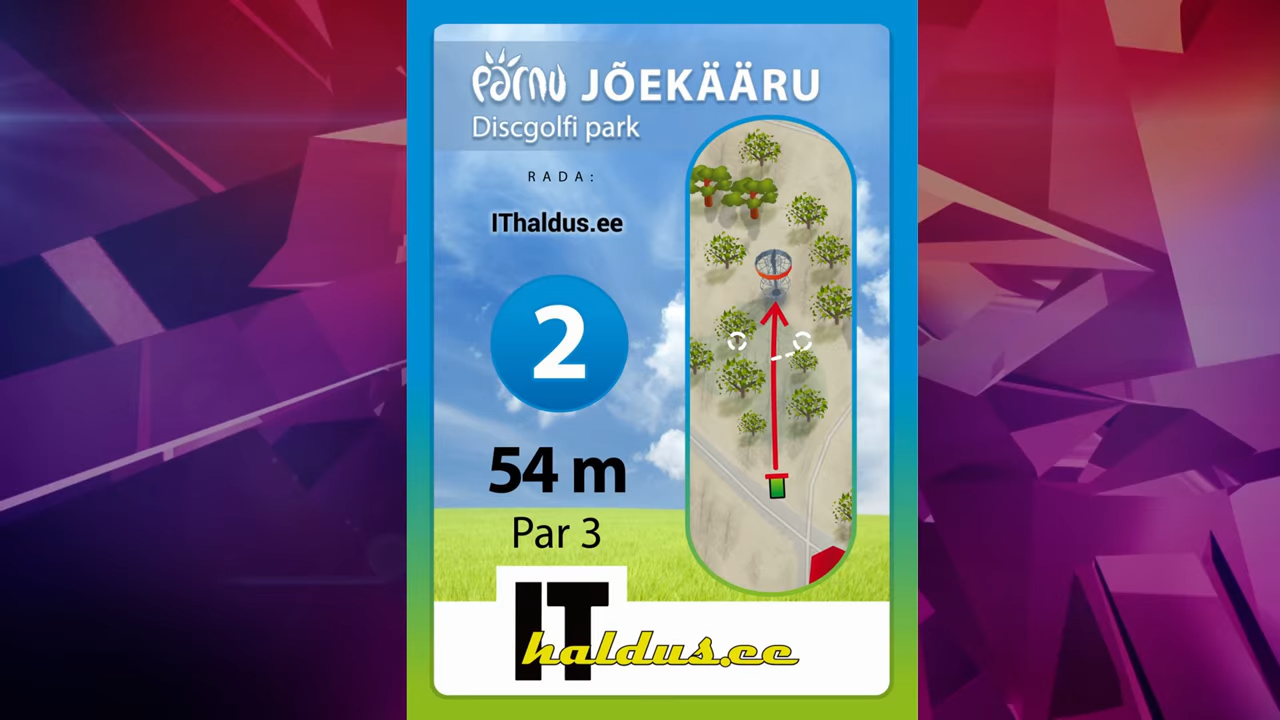 pärnu JÕEKÄÄRU
Discgolfi park
RADA:
IThaldus.ee
2
54 m
Par 3
IT
haldus.ee